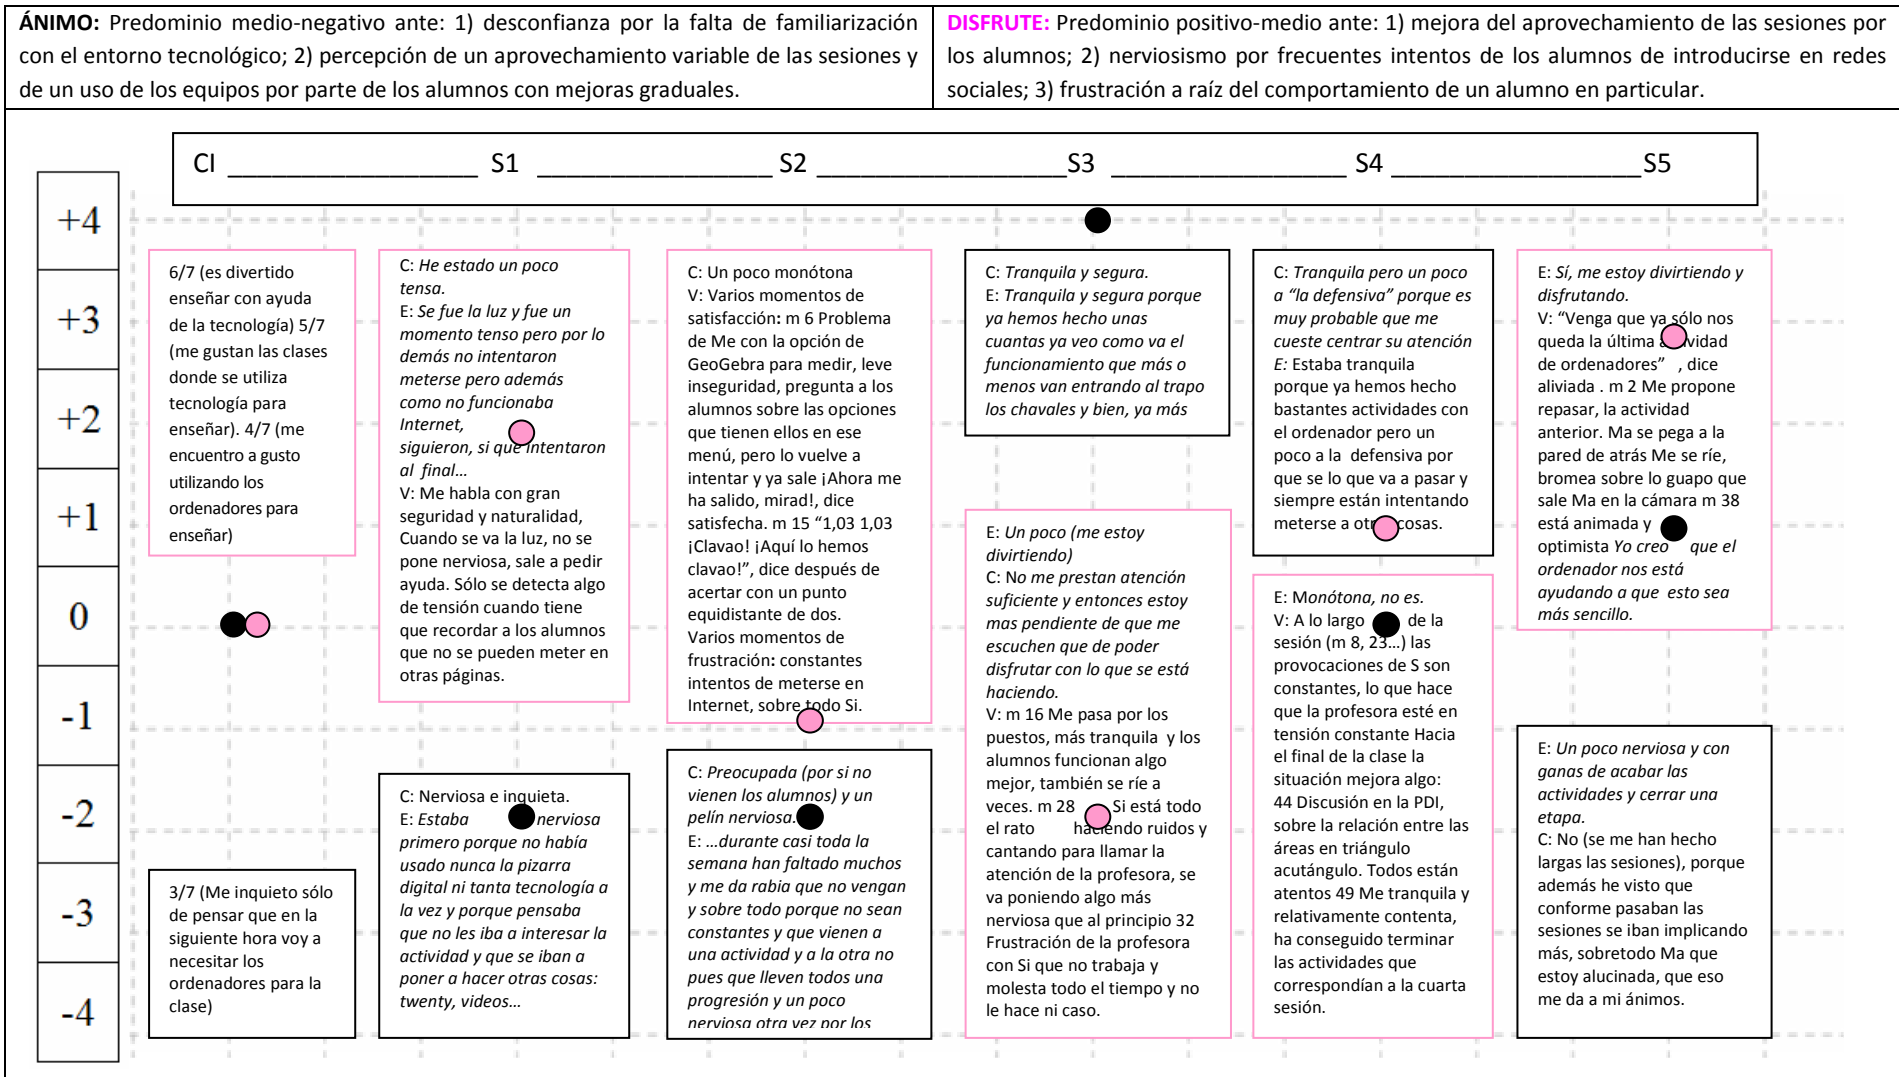 ÁNIMO: Predominio medio-negativo ante: 1) desconfianza por la falta de familiarización
con el entorno tecnológico; 2) percepción de un aprovechamiento variable de las sesiones y
de un uso de los equipos por parte de los alumnos con mejoras graduales.
DISFRUTE: Predominio positivo-medio ante: 1) mejora del aprovechamiento de las sesiones por
los alumnos; 2) nerviosismo por frecuentes intentos de los alumnos de introducirse en redes
sociales; 3) frustración a raíz del comportamiento de un alumno en particular.
CI _________________ S1 ________________ S2 _________________S3 ________________ S4 _________________S5
+4
+3
+2
+1
0
-1
-2
-3
-4
6/7 (es divertido
enseñar con ayuda
de la tecnología) 5/7
(me gustan las clases
donde se utiliza
tecnología para
enseñar). 4/7 (me
encuentro a gusto
utilizando los
ordenadores para
enseñar)
3/7 (Me inquieto sólo
de pensar que en la
siguiente hora voy a
necesitar los
ordenadores para la
clase)
C: He estado un poco
tensa.
E: Se fue la luz y fue un
momento tenso pero por lo
demás no intentaron
meterse pero además
como no funcionaba
Internet,
siguieron, si que intentaron
al final…
V: Me habla con gran
seguridad y naturalidad,
Cuando se va la luz, no se
pone nerviosa, sale a pedir
ayuda. Sólo se detecta algo
de tensión cuando tiene
que recordar a los alumnos
que no se pueden meter en
otras páginas.
C: Nerviosa e inquieta.
E: Estaba nerviosa
primero porque no había
usado nunca la pizarra
digital ni tanta tecnología a
la vez y porque pensaba
que no les iba a interesar la
actividad y que se iban a
poner a hacer otras cosas:
twenty, videos…
C: Un poco monótona
V: Varios momentos de
satisfacción: m 6 Problema
de Me con la opción de
GeoGebra para medir, leve
inseguridad, pregunta a los
alumnos sobre las opciones
que tienen ellos en ese
menú, pero lo vuelve a
intentar y ya sale ¡Ahora me
ha salido, mirad!, dice
satisfecha. m 15 “1,03 1,03
¡Clavao! ¡Aquí lo hemos
clavao!”, dice después de
acertar con un punto
equidistante de dos.
Varios momentos de
frustración: constantes
intentos de meterse en
Internet, sobre todo Si.
C: Preocupada (por si no
vienen los alumnos) y un
pelín nerviosa.
E: …durante casi toda la
semana han faltado muchos
y me da rabia que no vengan
y sobre todo porque no sean
constantes y que vienen a
una actividad y a la otra no
pues que lleven todos una
progresión y un poco
nerviosa otra vez por los
C: Tranquila y segura.
E: Tranquila y segura porque
ya hemos hecho unas
cuantas ya veo como va el
funcionamiento que más o
menos van entrando al trapo
los chavales y bien, ya más
E: Un poco (me estoy
divirtiendo)
C: No me prestan atención
suficiente y entonces estoy
mas pendiente de que me
escuchen que de poder
disfrutar con lo que se está
haciendo.
V: m 16 Me pasa por los
puestos, más tranquila y los
alumnos funcionan algo
mejor, también se ríe a
veces. m 28 Si está todo
el rato haciendo ruidos y
cantando para llamar la
atención de la profesora, se
va poniendo algo más
nerviosa que al principio 32
Frustración de la profesora
con Si que no trabaja y
molesta todo el tiempo y no
le hace ni caso.
C: Tranquila pero un poco
a “la defensiva” porque es
muy probable que me
cueste centrar su atención
E: Estaba tranquila
porque ya hemos hecho
bastantes actividades con
el ordenador pero un
poco a la defensiva por
que se lo que va a pasar y
siempre están intentando
meterse a otras cosas.
E: Monótona, no es.
V: A lo largo de la
sesión (m 8, 23…) las
provocaciones de S son
constantes, lo que hace
que la profesora esté en
tensión constante Hacia
el final de la clase la
situación mejora algo:
44 Discusión en la PDI,
sobre la relación entre las
áreas en triángulo
acutángulo. Todos están
atentos 49 Me tranquila y
relativamente contenta,
ha conseguido terminar
las actividades que
correspondían a la cuarta
sesión.
E: Sí, me estoy divirtiendo y
disfrutando.
V: “Venga que ya sólo nos
queda la última actividad
de ordenadores” , dice
aliviada . m 2 Me propone
repasar, la actividad
anterior. Ma se pega a la
pared de atrás Me se ríe,
bromea sobre lo guapo que
sale Ma en la cámara m 38
está animada y
optimista Yo creo que el
ordenador nos está
ayudando a que esto sea
más sencillo.
E: Un poco nerviosa y con
ganas de acabar las
actividades y cerrar una
etapa.
C: No (se me han hecho
largas las sesiones), porque
además he visto que
conforme pasaban las
sesiones se iban implicando
más, sobretodo Ma que
estoy alucinada, que eso
me da a mi ánimos.